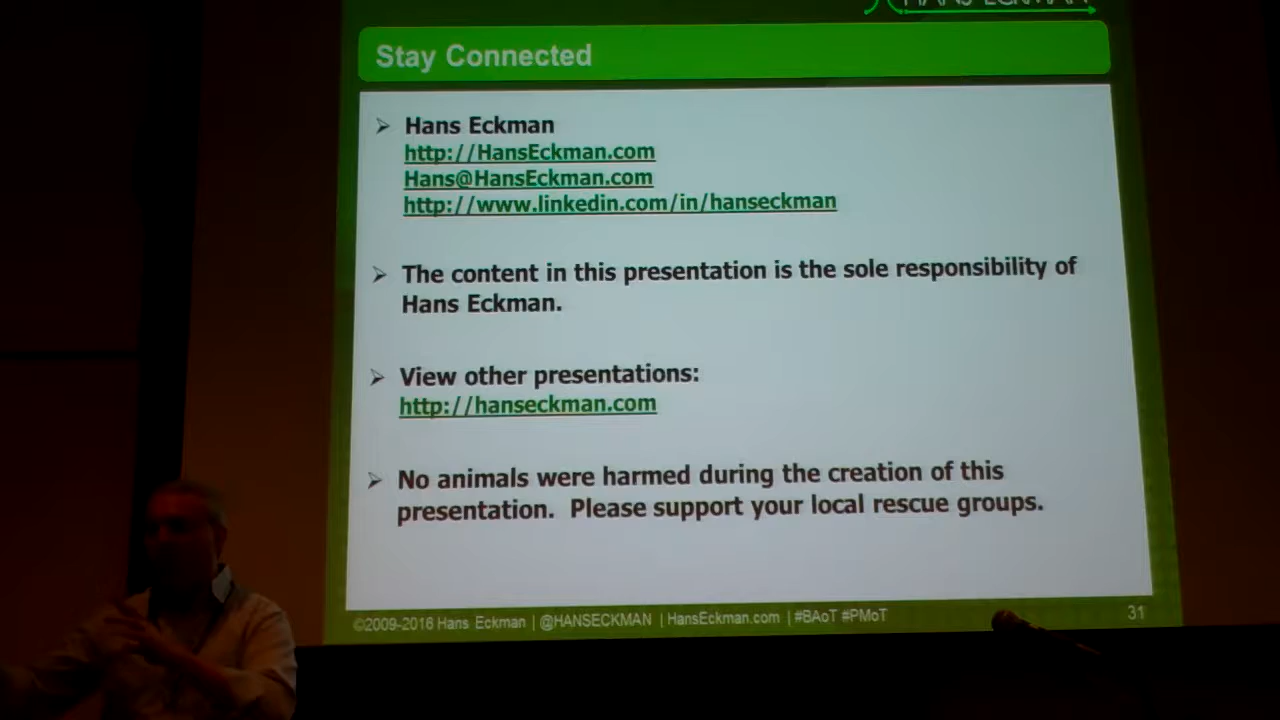 HANS ECKMAN
Stay Connected
Hans Eckman
http://HansEckman.com
Hans@HansEckman.com
http://www.linkedin.com/in/hanseckman
The content in this presentation is the sole responsibility of
Hans Eckman.
View other presentations:
http://hanseckman.com
No animals were harmed during the creation of this
presentation.  Please support your local rescue groups.
©2009-2016 Hans Eckman | @HANSECKMAN | HansEckman.com | #BAoT #PMoT
31